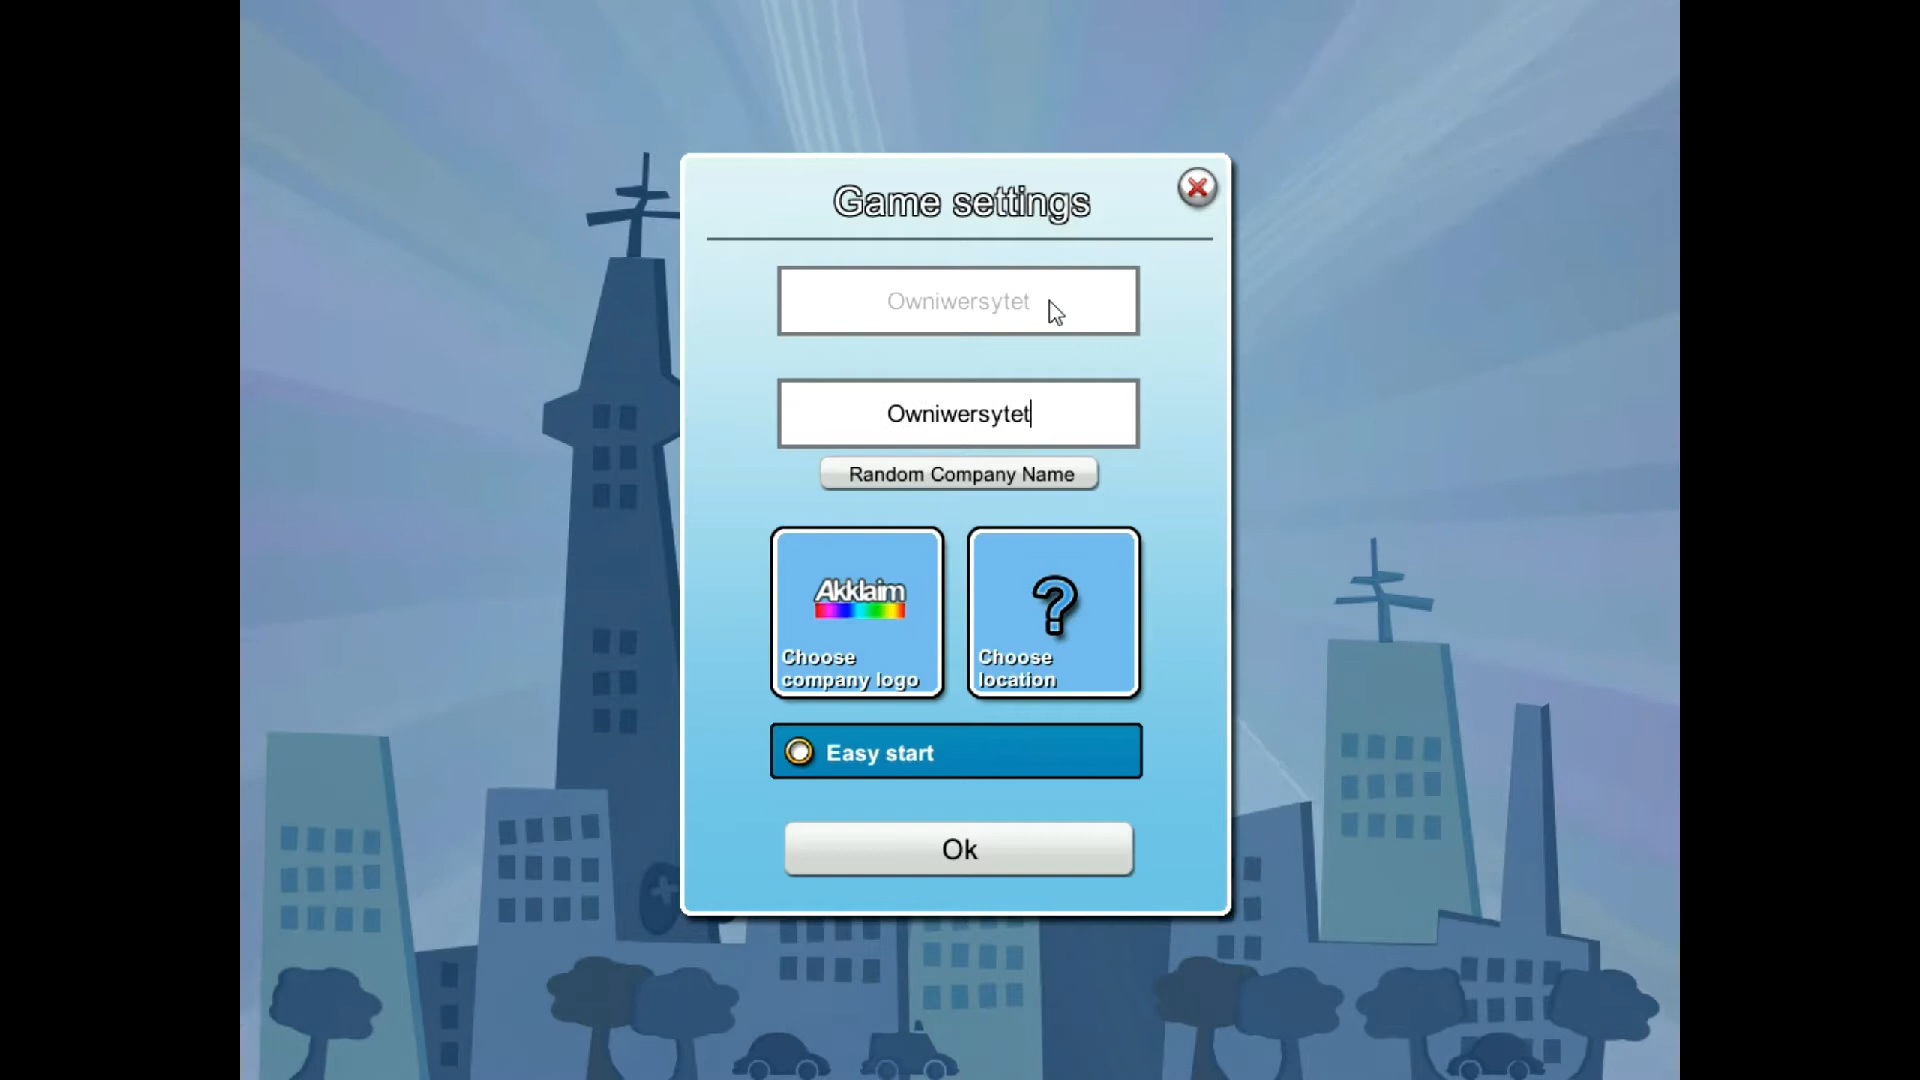 Game settings
Owniwersytet
Owniwersytet
Random Company Name
Akklaim
?
Choose
company logo
Choose
location
Easy start
Ok